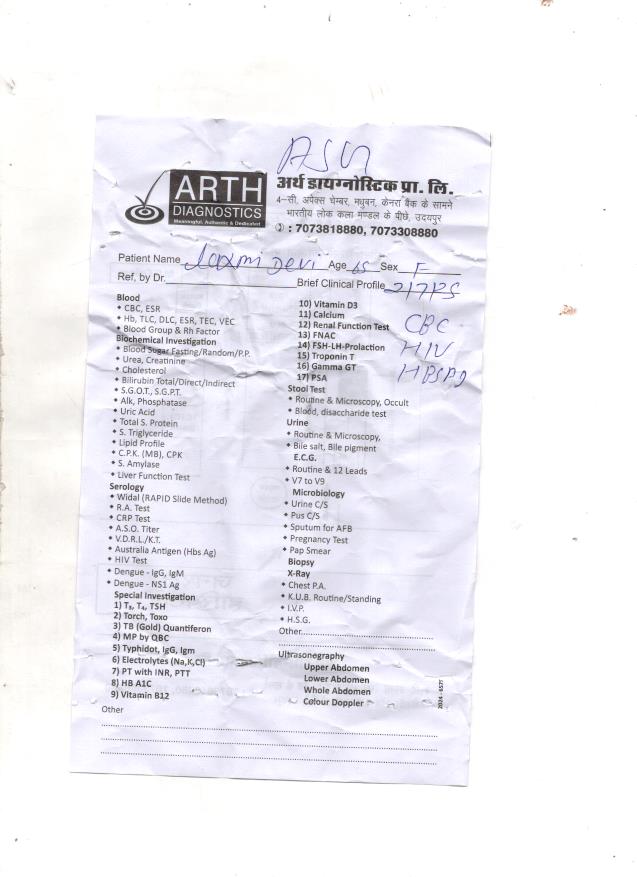 ARTH
DIAGNOSTICS
Meaningful, Authentic & Dedicated
अर्थ डायग्नोस्टिक प्रा. लि.
4-सी, अपेक्स चेम्बर, मधुबन, केनरा बैंक के सामने
भारतीय लोक कला मण्डल के पीछे, उदयपुर
: 7073818880, 7073308880
Patient Name Laxmi Devi Age 65 Sex F
Ref, by Dr. Brief Clinical Profile
CBC
HIV
Blood
CBC, ESR
Hb, TLC, DLC, ESR, TEC, VEC
Blood Group & Rh Factor
Biochemical Investigation
Blood Sugar Fasting/Random/P.P.
Urea, Creatinine
Cholesterol
Bilirubin Total/Direct/Indirect
S.G.O.T., S.G.P.T.
Alk, Phosphatase
Uric Acid
Total S. Protein
S. Triglyceride
Lipid Profile
C.P.K. (MB), CPK
S. Amylase
Liver Function Test
Serology
Widal (RAPID Slide Method)
R.A. Test
CRP Test
A.S.O. Titer
V.D.R.L./K.T.
Australia Antigen (Hbs Ag)
HIV Test
Dengue - IgG, IgM
Dengue - NS1 Ag
Special Investigation
1) T₃, T₄, TSH
2) Torch, Toxo
3) TB (Gold) Quantiferon
4) MP by QBC
5) Typhidot, IgG, Igm
6) Electrolytes (Na,K,Cl)
7) PT with INR, PTT
8) HB A1C
9) Vitamin B12
10) Vitamin D3
11) Calcium
12) Renal Function Test
13) FNAC
14) FSH-LH-Prolaction
15) Troponin T
16) Gamma GT
17) PSA
Stool Test
Routine & Microscopy, Occult
Blood, disaccharide test
Urine
Routine & Microscopy,
Bile salt, Bile pigment
E.C.G.
Routine & 12 Leads
V7 to V9
Microbiology
Urine C/S
Pus C/S
Sputum for AFB
Pregnancy Test
Pap Smear
Biopsy
X-Ray
Chest P.A.
K.U.B. Routine/Standing
I.V.P.
H.S.G.
Other
Ultrasonegraphy
Upper Abdomen
Lower Abdomen
Whole Abdomen
Colour Doppler
Other